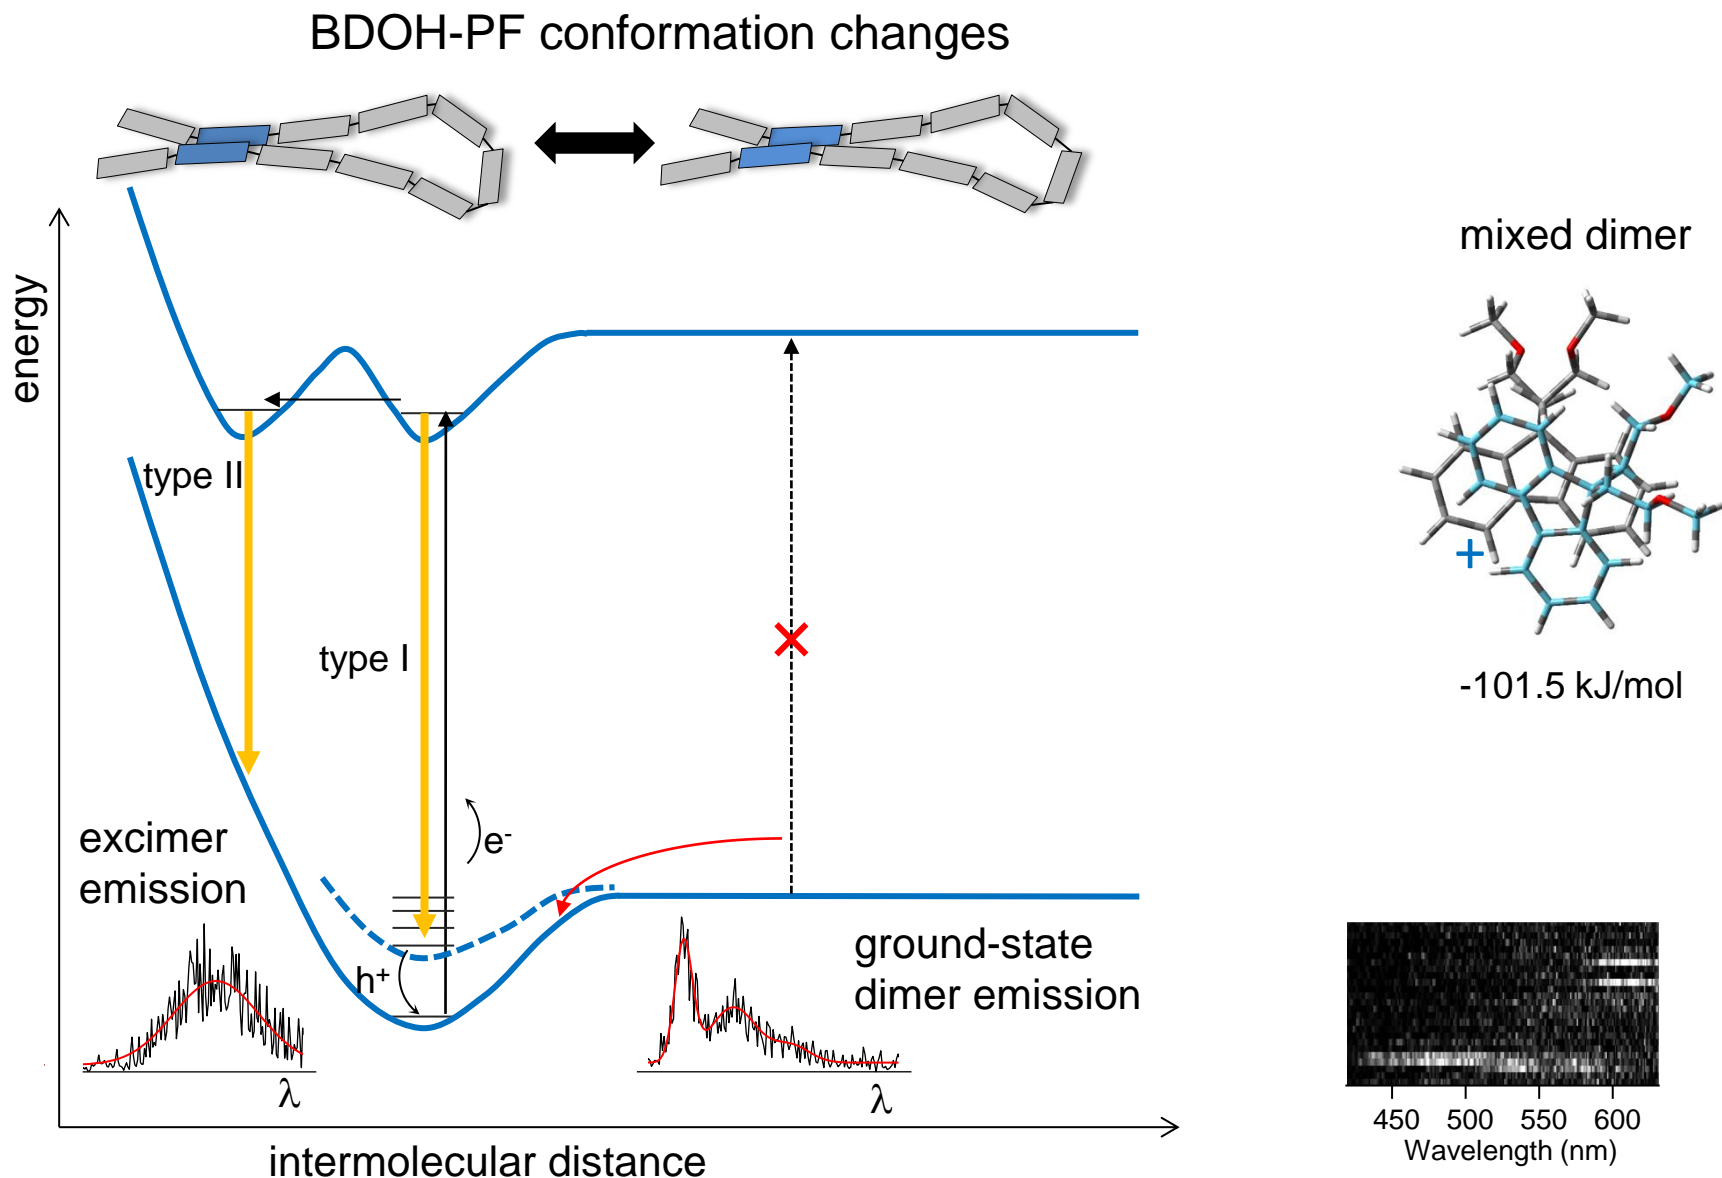 BDOH-PF conformation changes
energy
mixed dimer
type II
type I
+
-101.5 kJ/mol
e-
excimer
emission
h+
ground-state
dimer emission
λ
λ
450 500 550 600
Wavelength (nm)
intermolecular distance